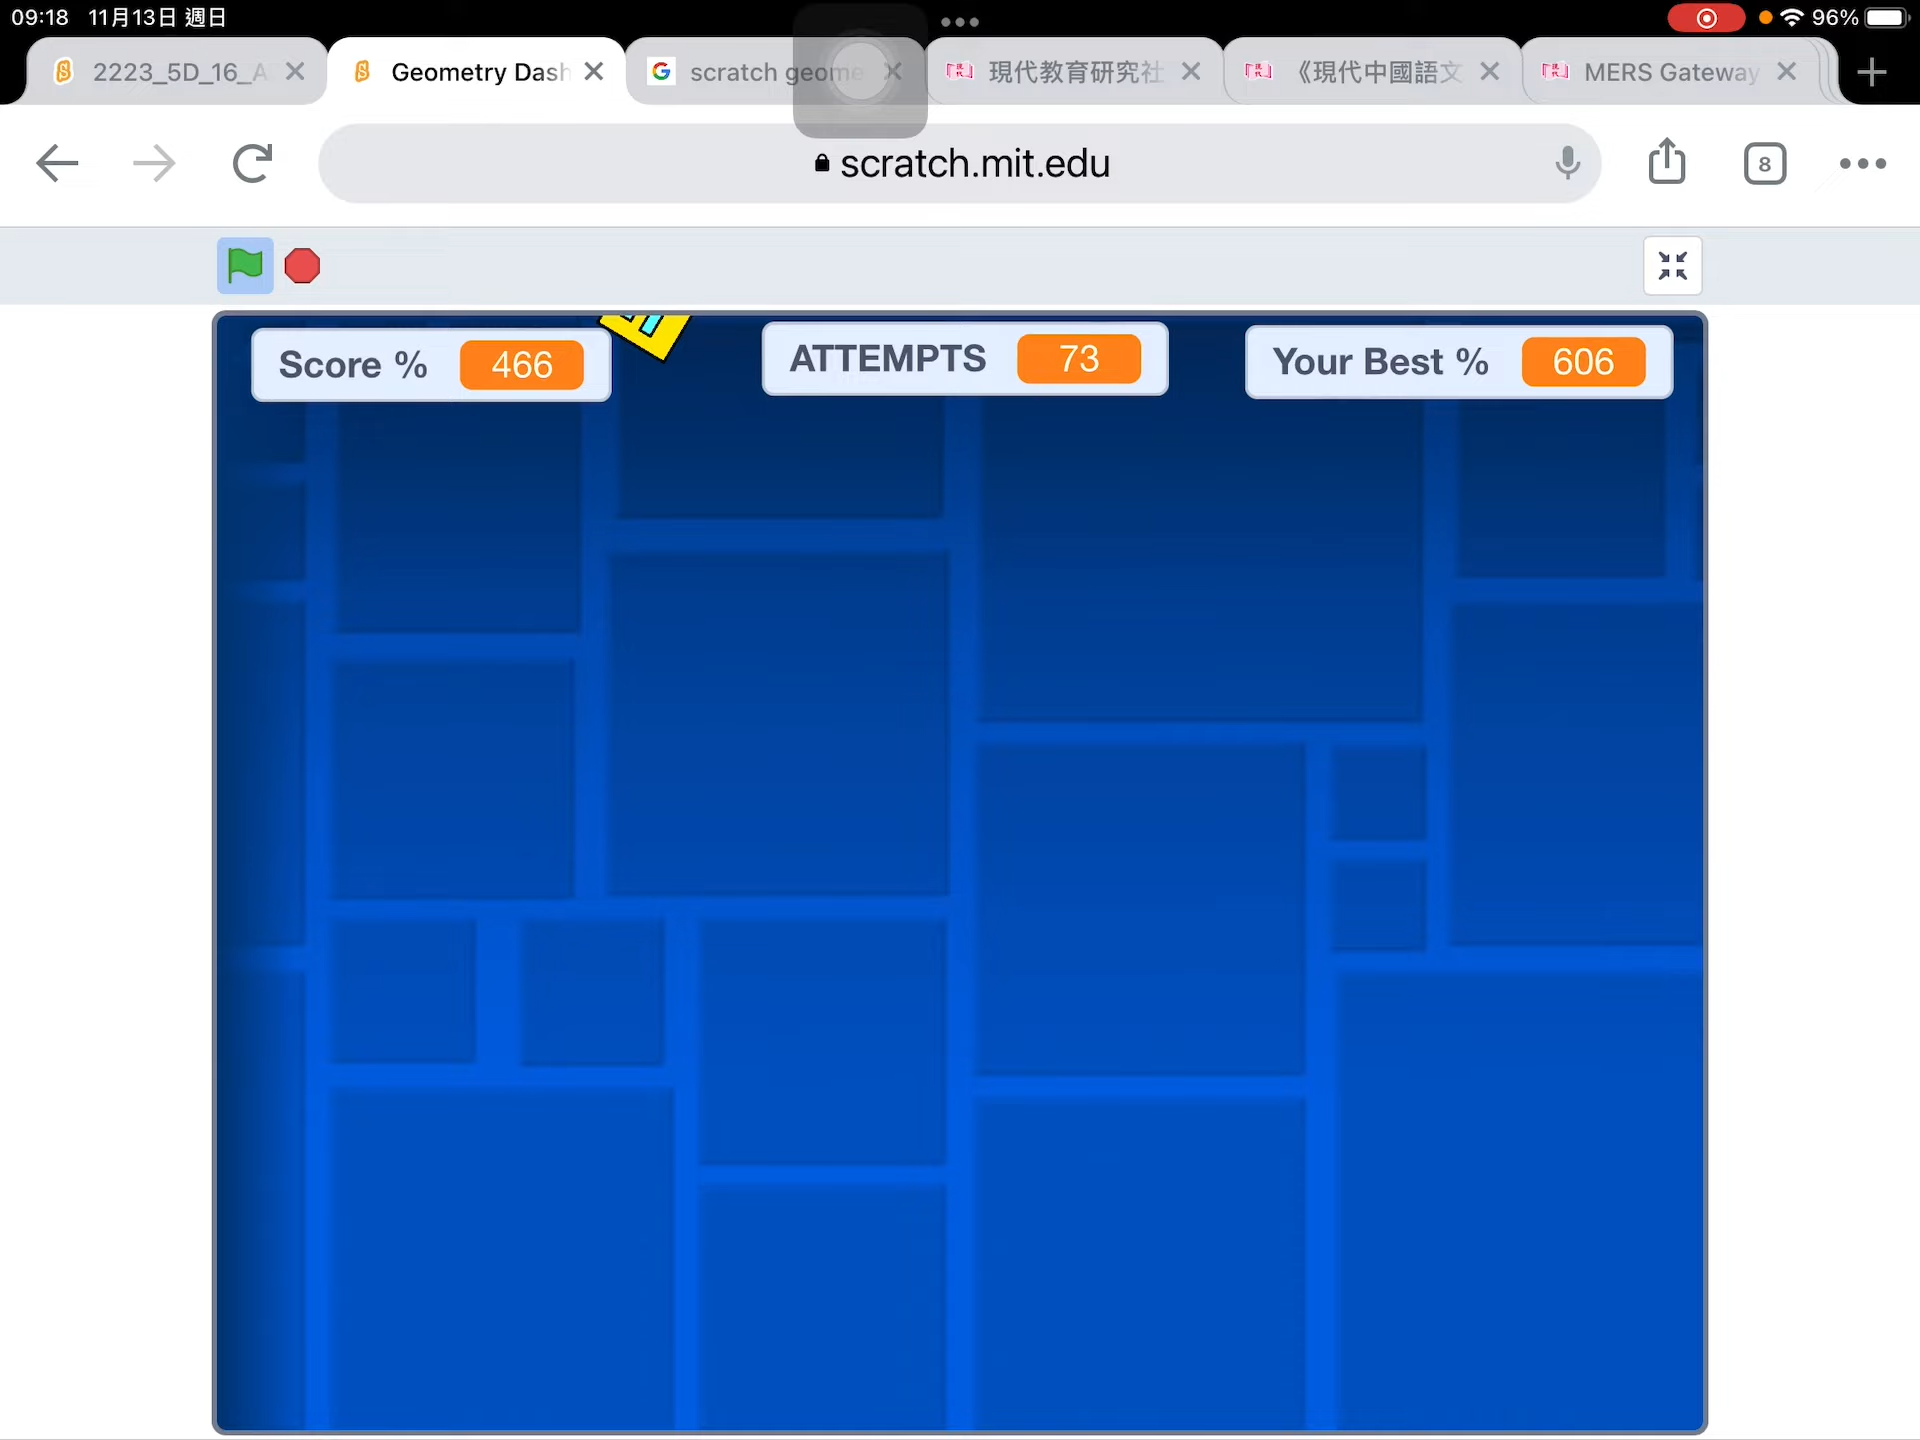 09:18 11月13日 週日 96%
2223_5D_16_A Geometry Dash scratch geome 現代教育研究社 《現代中國語文 MERS Gateway
scratch.mit.edu 8
Score % 466 ATTEMPTS 73 Your Best % 606